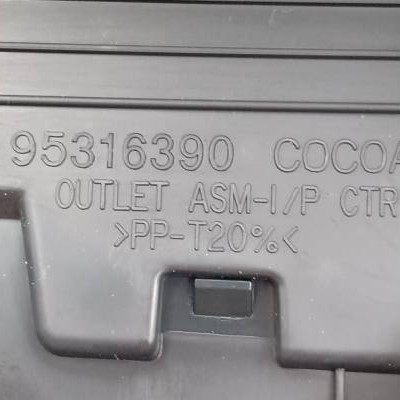 95316390 COCOA
OUTLET ASM-I/P CTR
>PP-T20%<